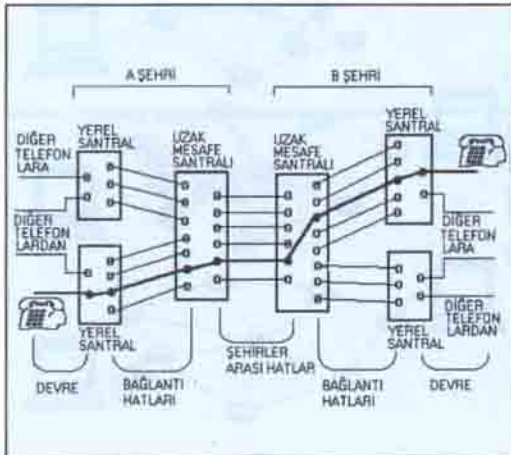 A ŞEHRİ
B ŞEHRİ
YEREL
SANTRAL
DİĞER
TELEFON
LARA
UZAK
MESAFE
SANTRALI
UZAK
MESAFE
SANTRALI
YEREL
SANTRAL
DİĞER
TELEFON
LARDAN
DİĞER
TELEFON
LARA
YEREL
SANTRAL
ŞEHİRLER
ARASI HATLAR
YEREL
SANTRAL
DİĞER
TELEFON
LARDAN
DEVRE
BAĞLANTI
HATLARI
BAĞLANTI
HATLARI
DEVRE